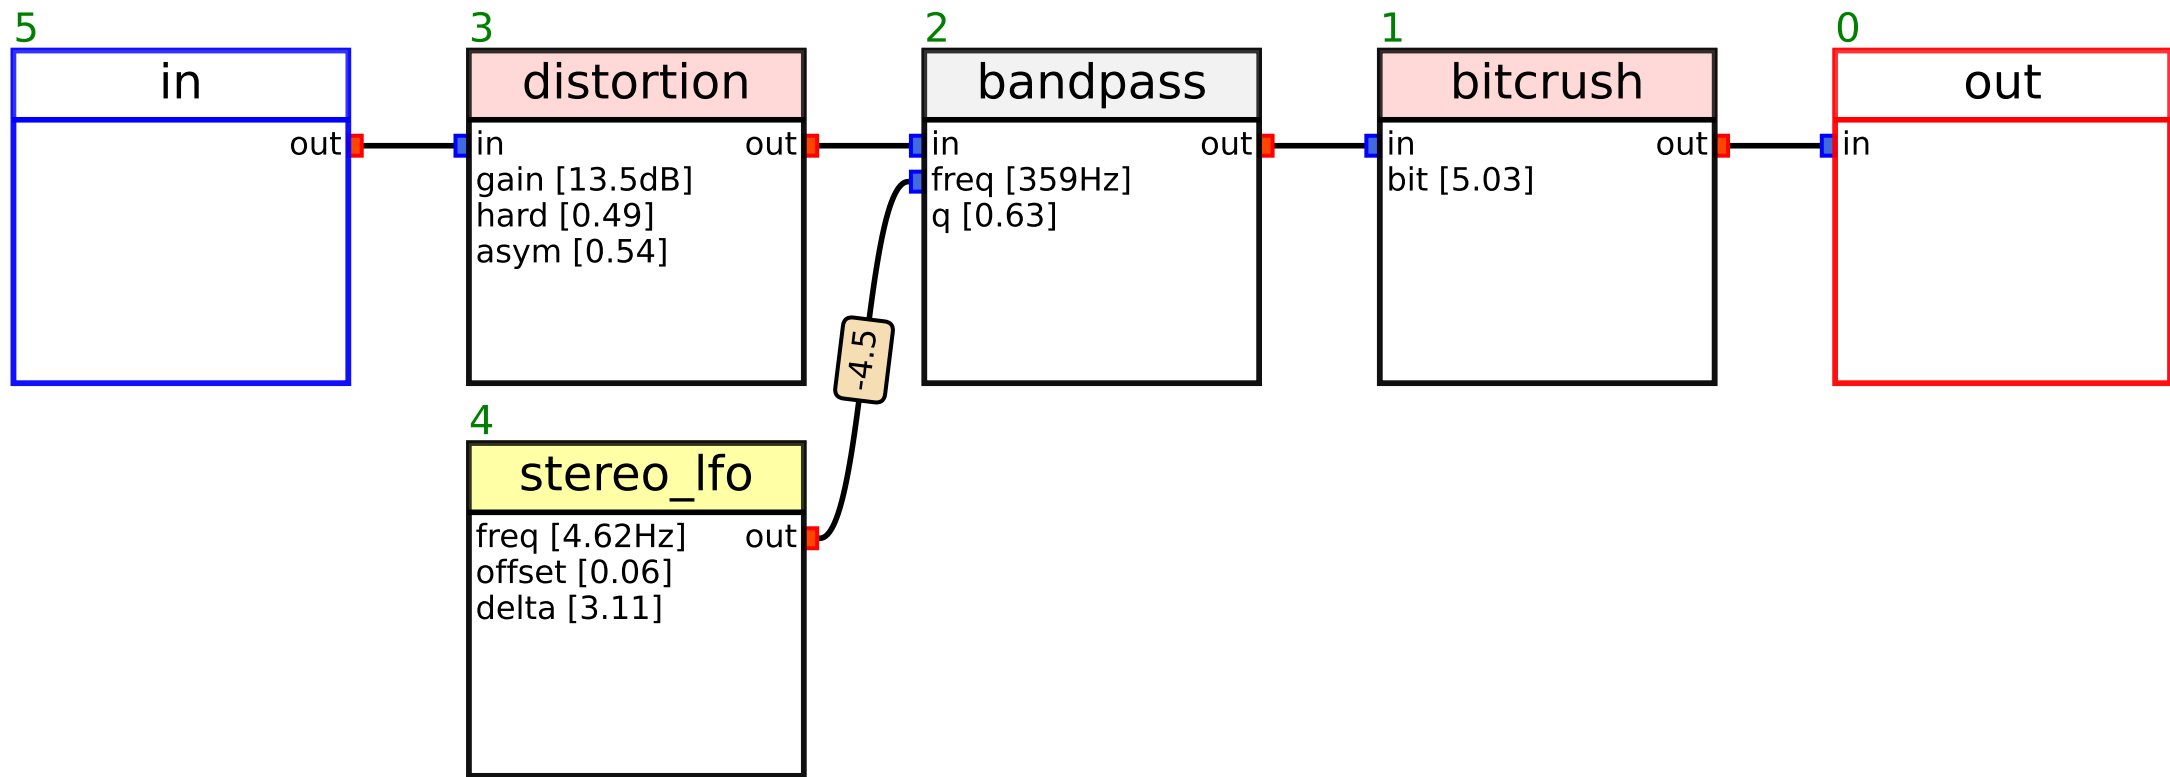 5
in
out
3
distortion
in
out
gain [13.5dB]
hard [0.49]
asym [0.54]
2
bandpass
in
out
freq [359Hz]
q [0.63]
1
bitcrush
in
out
bit [5.03]
0
out
in
-4.5
4
stereo_lfo
freq [4.62Hz]
out
offset [0.06]
delta [3.11]